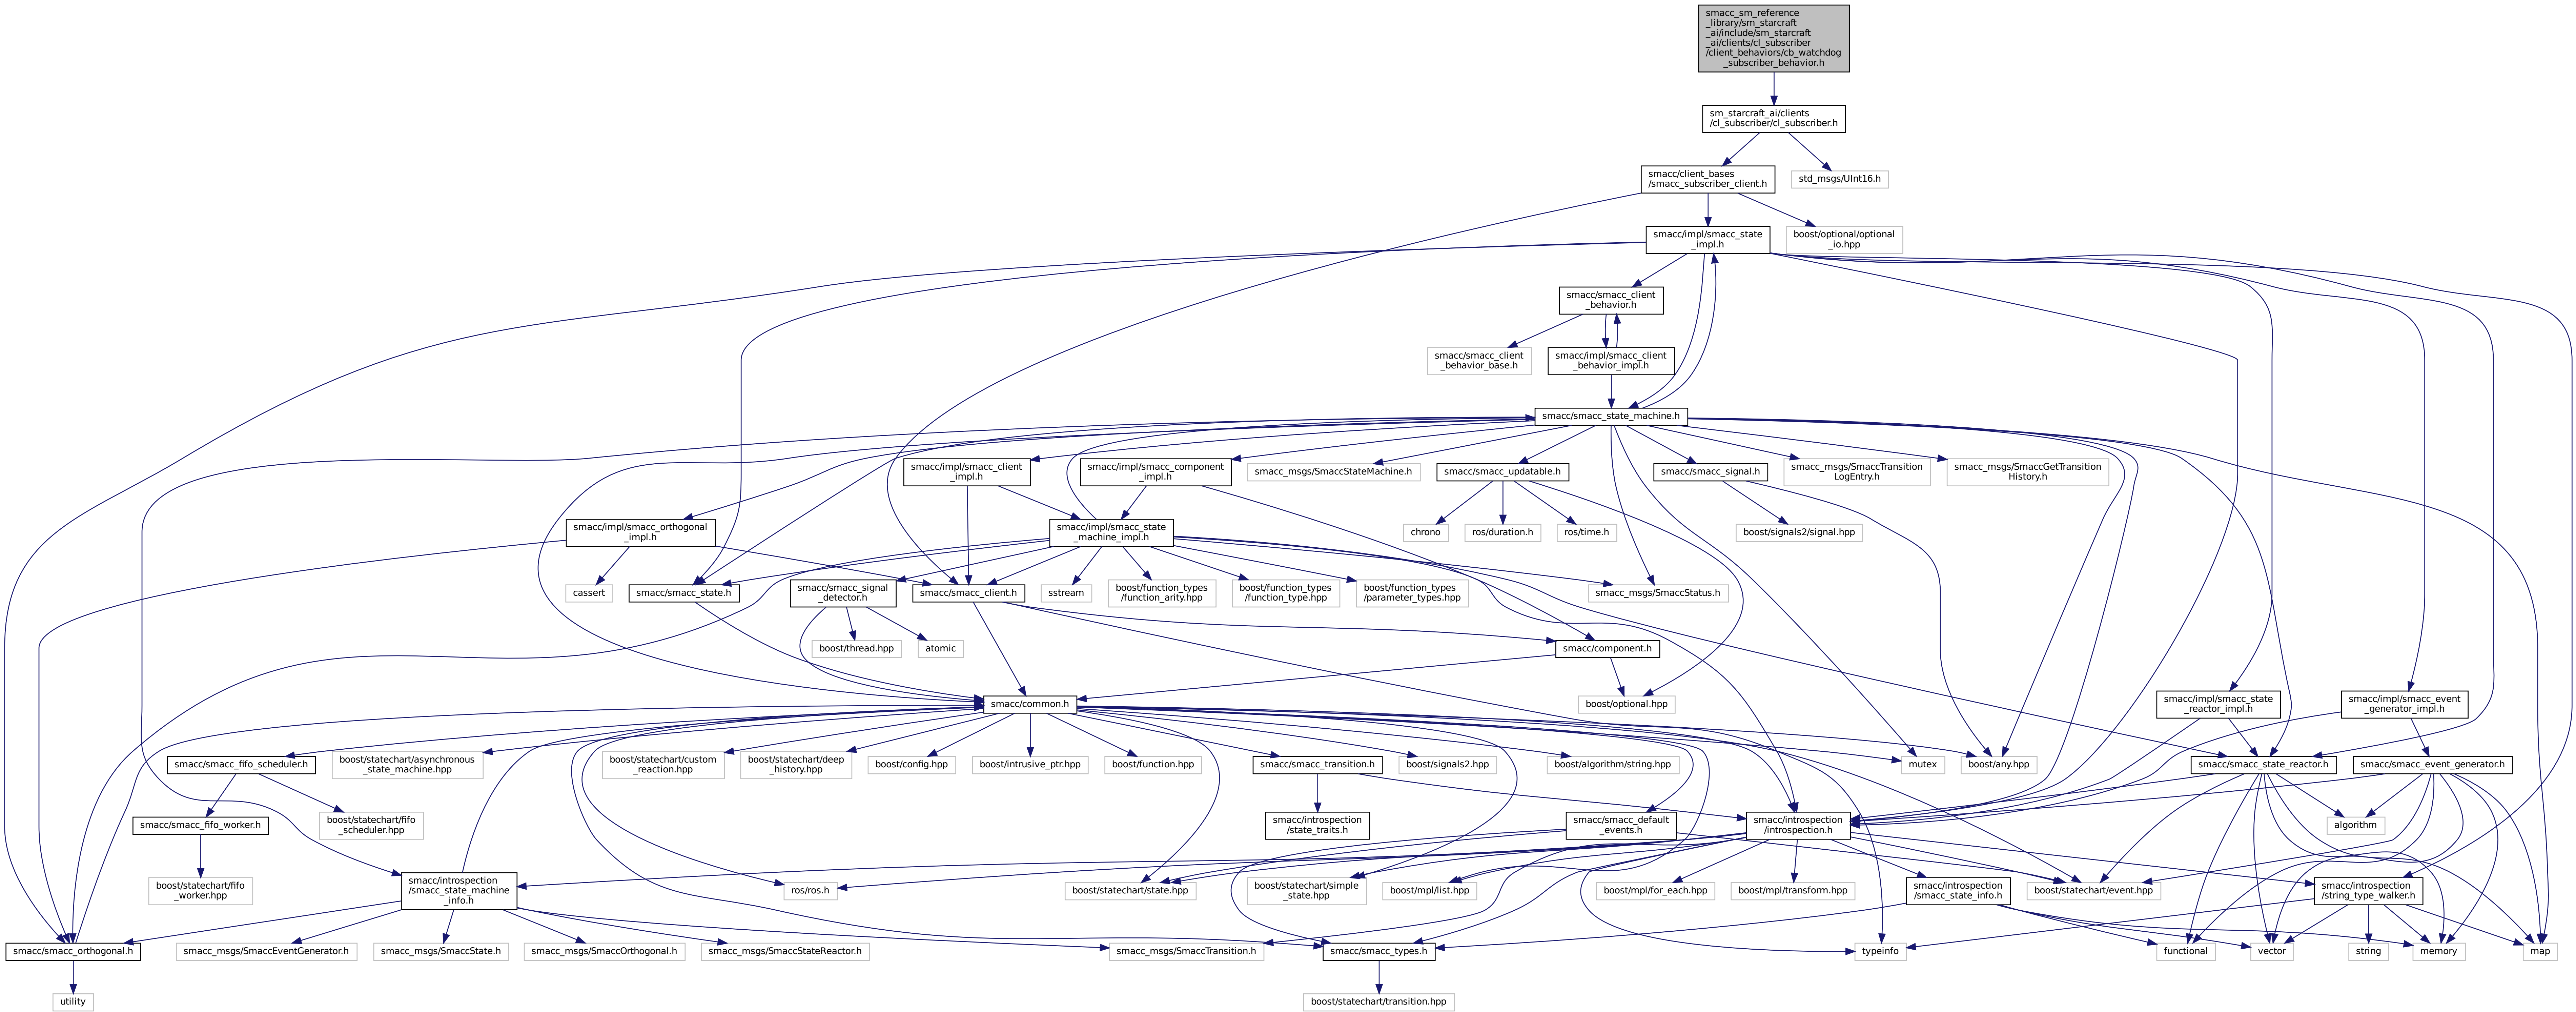 smacc_sm_reference
_library/sm_starcraft
_ai/include/sm_starcraft
_ai/clients/cl_subscriber
/client_behaviors/cb_watchdog
_subscriber_behavior.h
sm_starcraft_ai/clients
/cl_subscriber/cl_subscriber.h
smacc/client_bases
/smacc_subscriber_client.h
std_msgs/UInt16.h
smacc/impl/smacc_state
_impl.h
boost/optional/optional
_io.hpp
smacc/smacc_client
_behavior.h
smacc/smacc_client
_behavior_base.h
smacc/impl/smacc_client
_behavior_impl.h
smacc/smacc_state_machine.h
smacc/impl/smacc_client
_impl.h
smacc/impl/smacc_component
_impl.h
smacc_msgs/SmaccStateMachine.h
smacc/smacc_updatable.h
smacc/smacc_signal.h
smacc_msgs/SmaccTransition
LogEntry.h
smacc_msgs/SmaccGetTransition
History.h
smacc/impl/smacc_orthogonal
_impl.h
smacc/impl/smacc_state
_machine_impl.h
chrono
ros/duration.h
ros/time.h
boost/signals2/signal.hpp
cassert
smacc/smacc_state.h
smacc/smacc_signal
_detector.h
smacc/smacc_client.h
sstream
boost/function_types
/function_arity.hpp
boost/function_types
/function_type.hpp
boost/function_types
/parameter_types.hpp
smacc_msgs/SmaccStatus.h
boost/thread.hpp
atomic
smacc/component.h
smacc/common.h
boost/optional.hpp
smacc/impl/smacc_state
_reactor_impl.h
smacc/impl/smacc_event
_generator_impl.h
smacc/smacc_fifo_scheduler.h
boost/statechart/asynchronous
_state_machine.hpp
boost/statechart/custom
_reaction.hpp
boost/statechart/deep
_history.hpp
boost/config.hpp
boost/intrusive_ptr.hpp
boost/function.hpp
smacc/smacc_transition.h
boost/signals2.hpp
boost/algorithm/string.hpp
mutex
boost/any.hpp
smacc/smacc_state_reactor.h
smacc/smacc_event_generator.h
smacc/smacc_fifo_worker.h
boost/statechart/fifo
_scheduler.hpp
smacc/introspection
/state_traits.h
smacc/smacc_default
_events.h
smacc/introspection
/introspection.h
algorithm
boost/statechart/fifo
_worker.hpp
smacc/introspection
/smacc_state_machine
_info.h
ros/ros.h
boost/statechart/state.hpp
boost/statechart/simple
_state.hpp
boost/mpl/list.hpp
boost/mpl/for_each.hpp
boost/mpl/transform.hpp
smacc/introspection
/smacc_state_info.h
boost/statechart/event.hpp
smacc/introspection
/string_type_walker.h
smacc/smacc_orthogonal.h
smacc_msgs/SmaccEventGenerator.h
smacc_msgs/SmaccState.h
smacc_msgs/SmaccOrthogonal.h
smacc_msgs/SmaccStateReactor.h
smacc_msgs/SmaccTransition.h
smacc/smacc_types.h
typeinfo
functional
vector
string
memory
map
utility
boost/statechart/transition.hpp